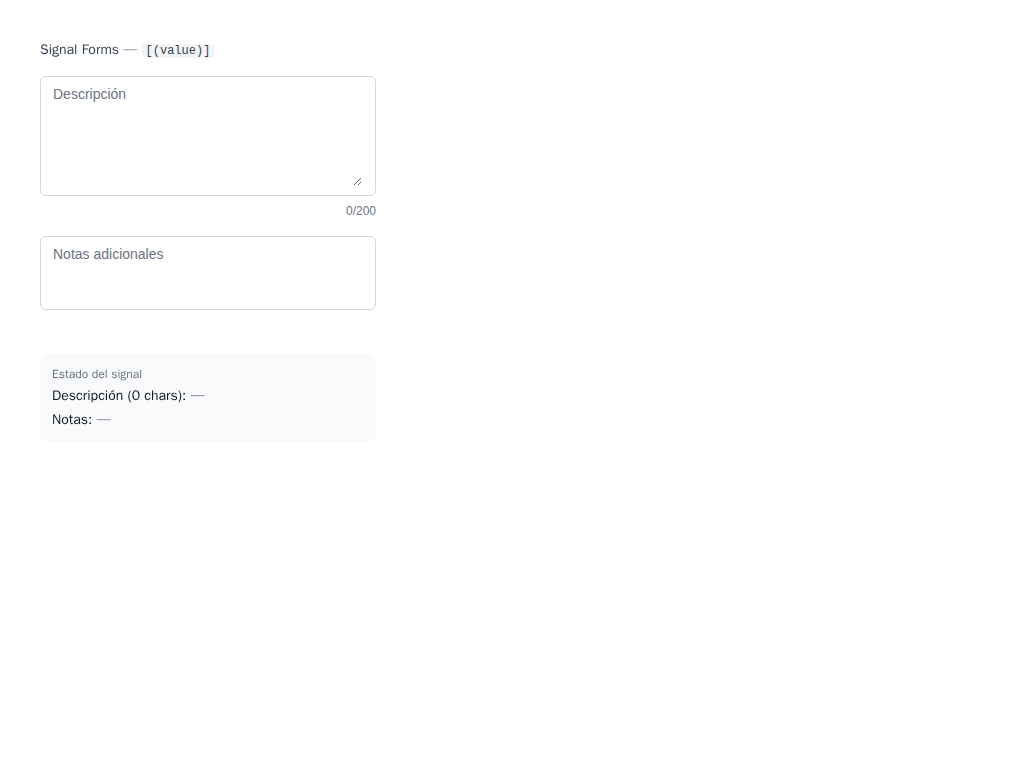 Signal Forms — [(value)]
Descripción
0/200
Notas adicionales
Estado del signal
Descripción (0 chars): —
Notas: —